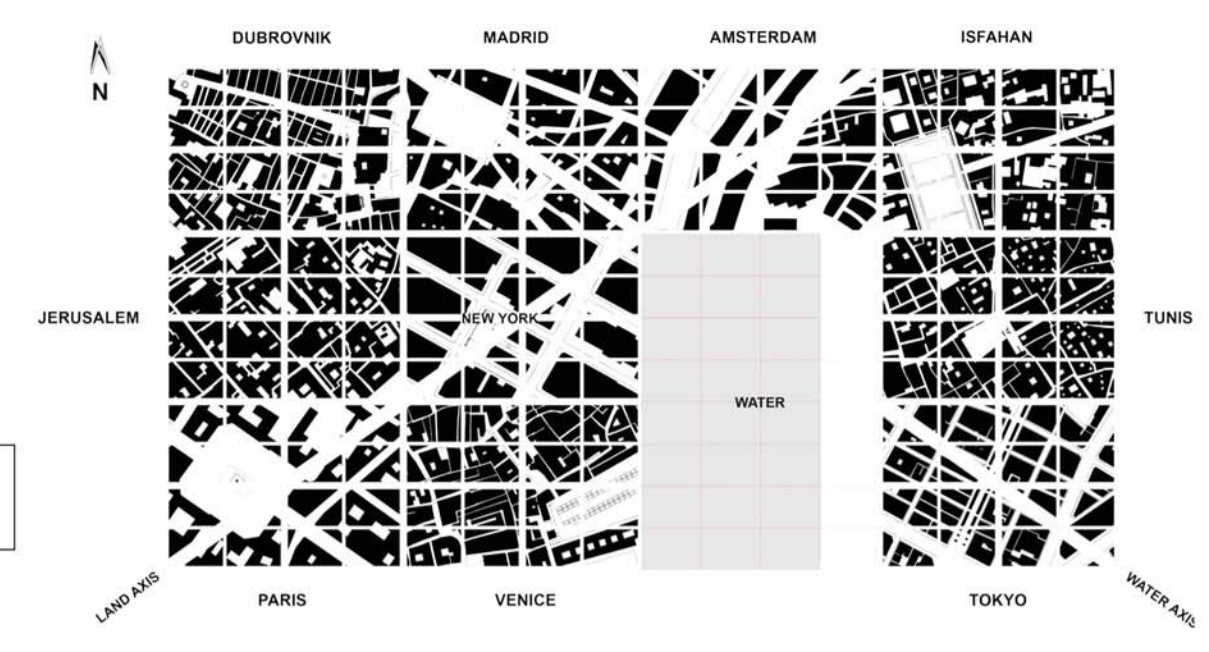 DUBROVNIK
MADRID
AMSTERDAM
ISFAHAN
N
JERUSALEM
NEW YORK
TUNIS
WATER
LAND AXIS
PARIS
VENICE
TOKYO
WATER AXIS